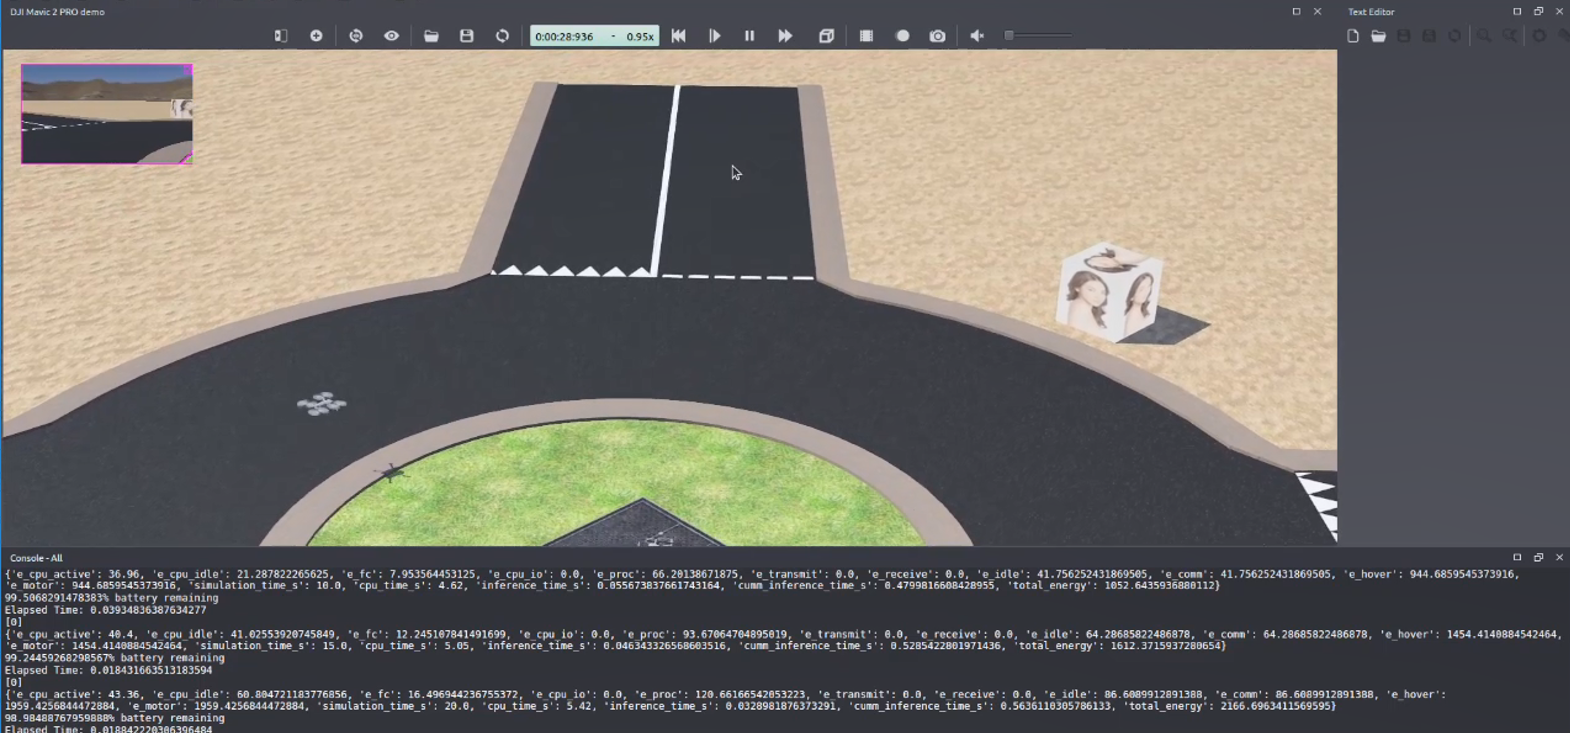 DJI Mavic 2 PRO demo
Text Editor
0:00:28:936 - 0.95x
Console - All
{'e_cpu_active': 36.96, 'e_cpu_idle': 21.287822265625, 'e_fc': 7.953564453125, 'e_cpu_io': 0.0, 'e_proc': 66.20138671875, 'e_transmit': 0.0, 'e_receive': 0.0, 'e_idle': 41.756252431869505, 'e_comm': 41.756252431869505, 'e_hover': 944.6859545373916,
'e_motor': 944.6859545373916, 'simulation_time_s': 10.0, 'cpu_time_s': 4.62, 'inference_time_s': 0.0556738376617431​64, 'cumm_inference_time_s': 0.4799816608428955, 'total_energy': 1052.6435936880112}
99.5068291478383% battery remaining
Elapsed Time: 0.03934836387634277
[0]
{'e_cpu_active': 40.4, 'e_cpu_idle': 41.02553920745849, 'e_fc': 12.245107841491699, 'e_cpu_io': 0.0, 'e_proc': 93.67064704895019, 'e_transmit': 0.0, 'e_receive': 0.0, 'e_idle': 64.28685822486878, 'e_comm': 64.28685822486878, 'e_hover': 1454.4140884542464,
'e_motor': 1454.4140884542464, 'simulation_time_s': 15.0, 'cpu_time_s': 5.05, 'inference_time_s': 0.046343326568603516, 'cumm_inference_time_s': 0.5285422801971436, 'total_energy': 1612.3715937280654}
99.24459268298567% battery remaining
Elapsed Time: 0.018431663513183594
[0]
{'e_cpu_active': 43.36, 'e_cpu_idle': 60.804721183776856, 'e_fc': 16.496944236755372, 'e_cpu_io': 0.0, 'e_proc': 120.66166542053223, 'e_transmit': 0.0, 'e_receive': 0.0, 'e_idle': 86.6089912891388, 'e_comm': 86.6089912891388, 'e_hover':
1959.4256844472884, 'e_motor': 1959.4256844472884, 'simulation_time_s': 20.0, 'cpu_time_s': 5.42, 'inference_time_s': 0.0328981876373291, 'cumm_inference_time_s': 0.5636110305786133, 'total_energy': 2166.6963411569595}
98.98488767959888% battery remaining
Elapsed Time: 0.018842220306396484